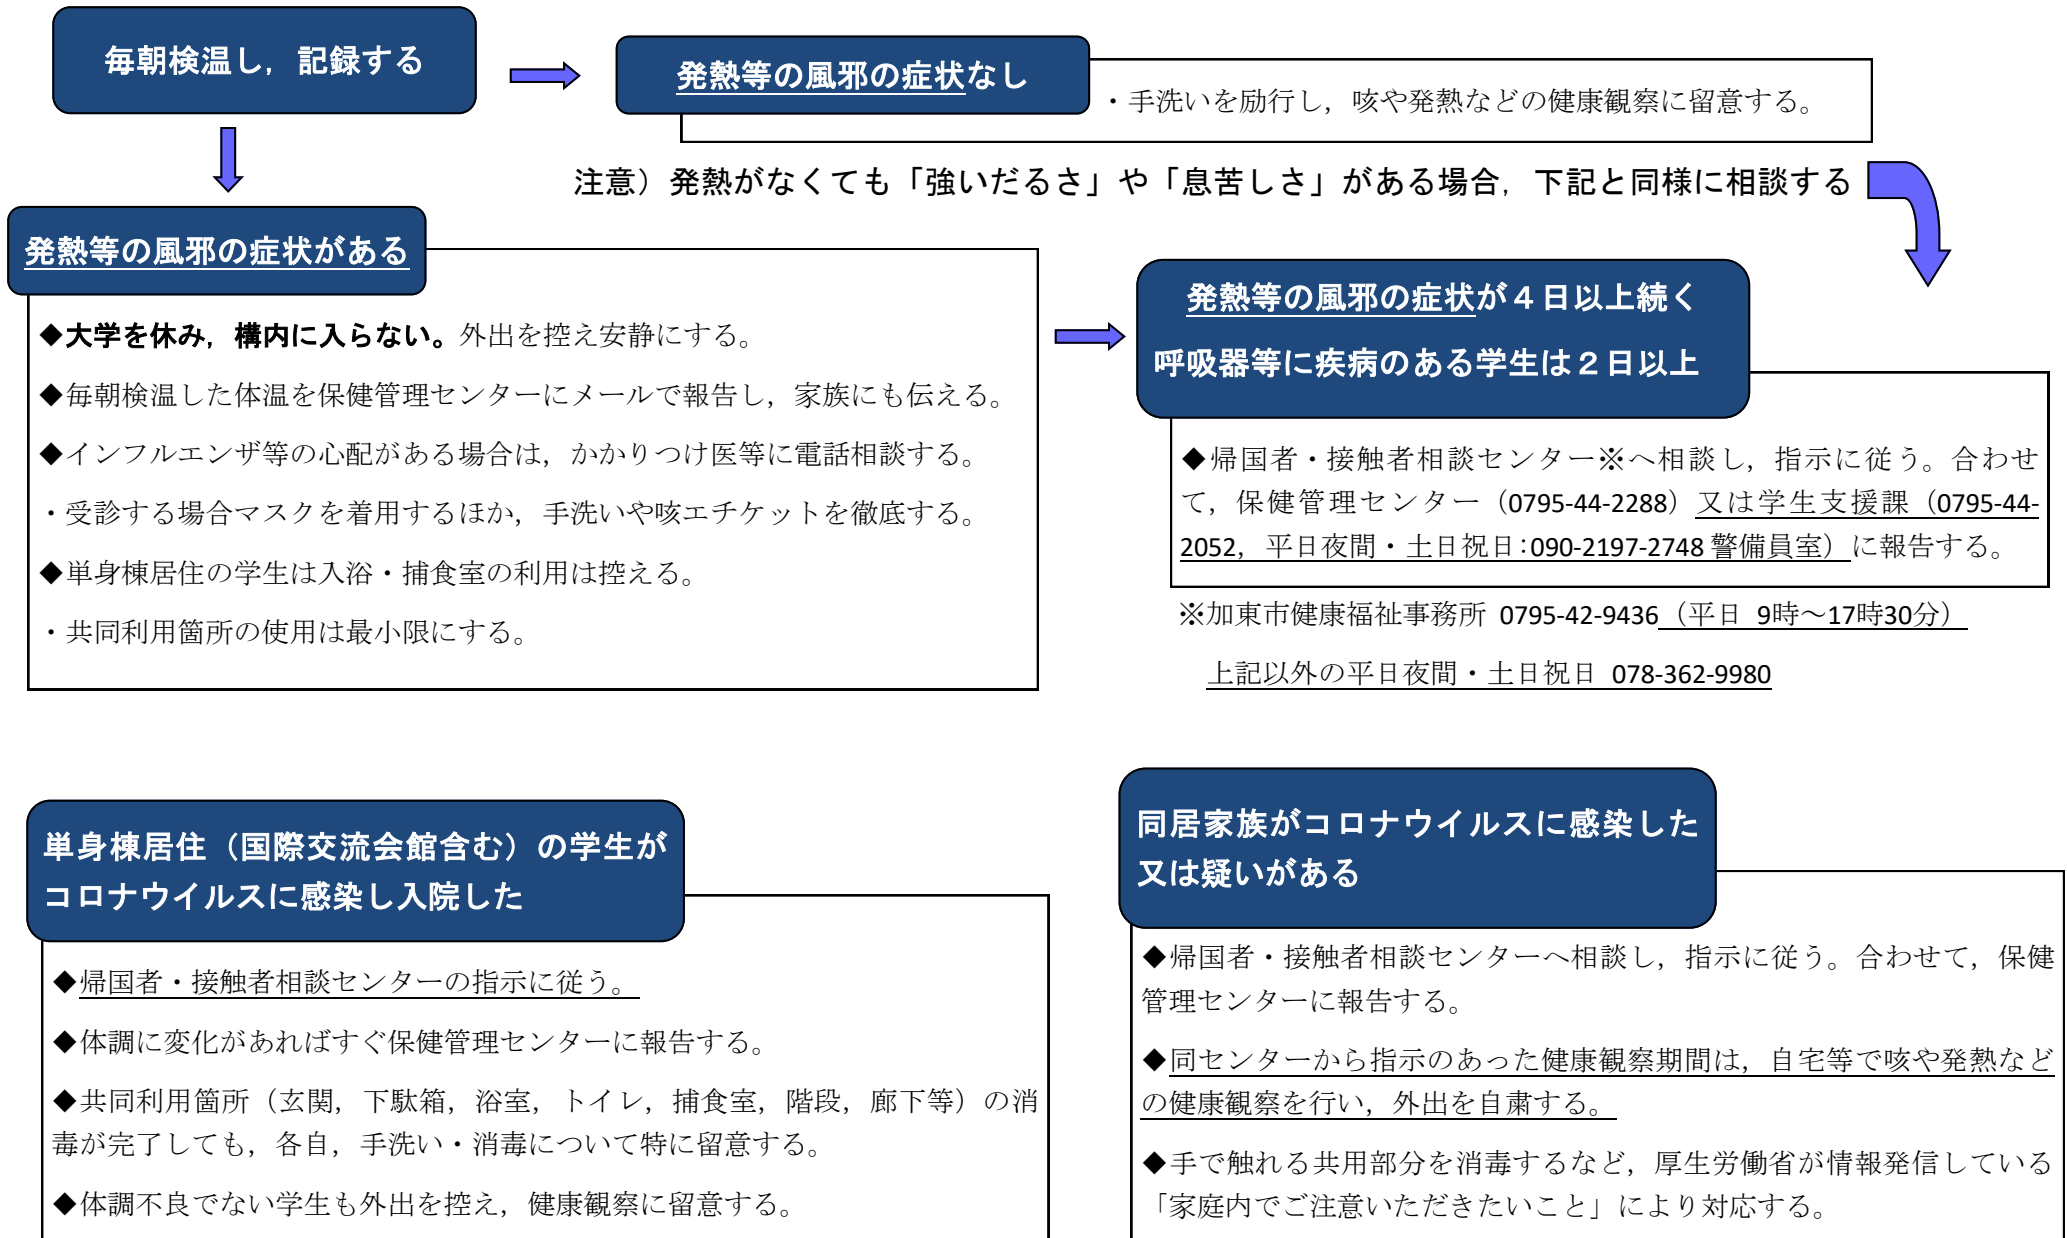 毎朝検温し，記録する
発熱等の風邪の症状なし
・手洗いを励行し，咳や発熱などの健康観察に留意する。
注意）発熱がなくても「強いだるさ」や「息苦しさ」がある場合，下記と同様に相談する
発熱等の風邪の症状がある
◆大学を休み，構内に入らない。外出を控え安静にする。
◆毎朝検温した体温を保健管理センターにメールで報告し，家族にも伝える。
◆インフルエンザ等の心配がある場合は，かかりつけ医等に電話相談する。
・受診する場合マスクを着用するほか，手洗いや咳エチケットを徹底する。
◆単身棟居住の学生は入浴・捕食室の利用は控える。
・共同利用箇所の使用は最小限にする。
発熱等の風邪の症状が４日以上続く
呼吸器等に疾病のある学生は２日以上
◆帰国者・接触者相談センター※へ相談し，指示に従う。合わせ
て，保健管理センター（0795-44-2288）又は学生支援課（0795-44-
2052，平日夜間・土日祝日：090-2197-2748 警備員室）に報告する。
※加東市健康福祉事務所 0795-42-9436（平日 9時～17時30分）
上記以外の平日夜間・土日祝日 078-362-9980
単身棟居住（国際交流会館含む）の学生が
コロナウイルスに感染し入院した
◆帰国者・接触者相談センターの指示に従う。
◆体調に変化があればすぐ保健管理センターに報告する。
◆共同利用箇所（玄関，下駄箱，浴室，トイレ，捕食室，階段，廊下等）の消
毒が完了しても，各自，手洗い・消毒について特に留意する。
◆体調不良でない学生も外出を控え，健康観察に留意する。
同居家族がコロナウイルスに感染した
又は疑いがある
◆帰国者・接触者相談センターへ相談し，指示に従う。合わせて，保健
管理センターに報告する。
◆同センターから指示のあった健康観察期間は，自宅等で咳や発熱など
の健康観察を行い，外出を自粛する。
◆手で触れる共用部分を消毒するなど，厚生労働省が情報発信している
「家庭内でご注意いただきたいこと」により対応する。